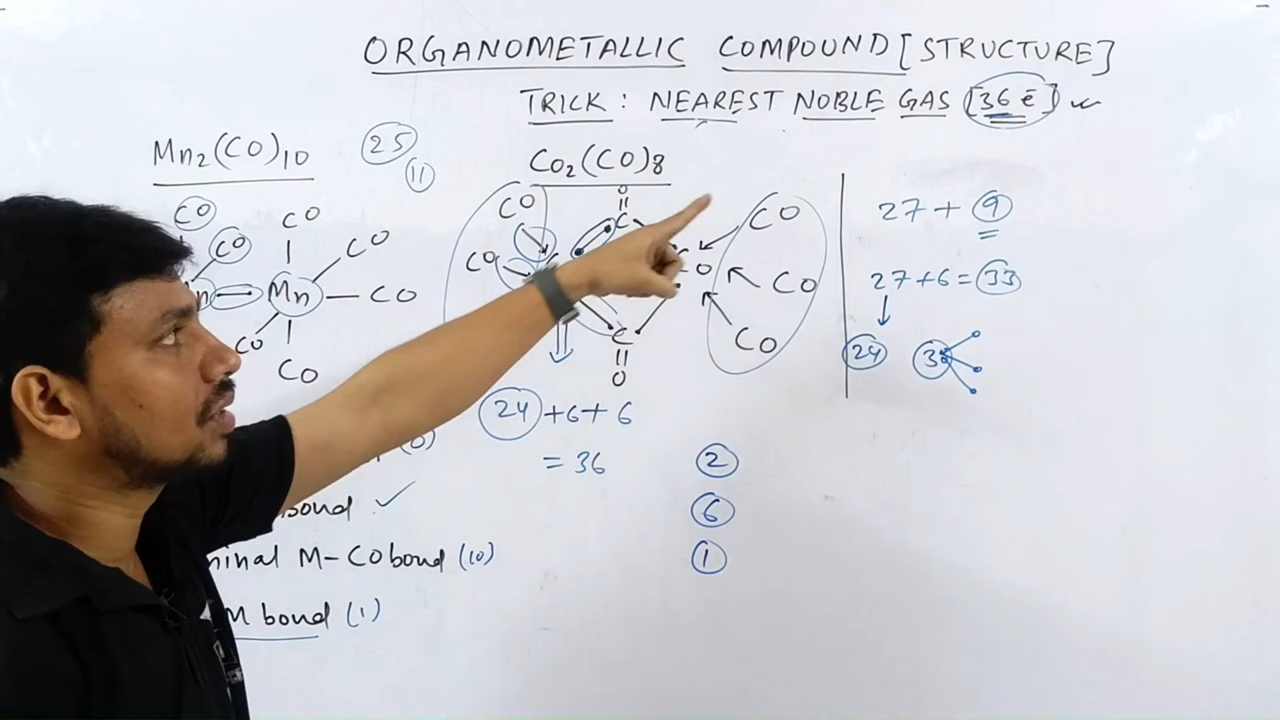 ORGANOMETALLIC COMPOUND [STRUCTURE]
TRICK : NEAREST NOBLE GAS [36 ē]
Mn₂(CO)₁₀
25
11
CO
CO
CO
CO
Mn
CO
CO
CO
Co₂(CO)₈
CO
CO
O
C
C
O
CO
CO
CO
24 + 6 + 6
= 36
27 + 9
27 + 6 = 33
24
3
bond ✓
minal M-CO bond (10)
M bond (1)
2
6
1